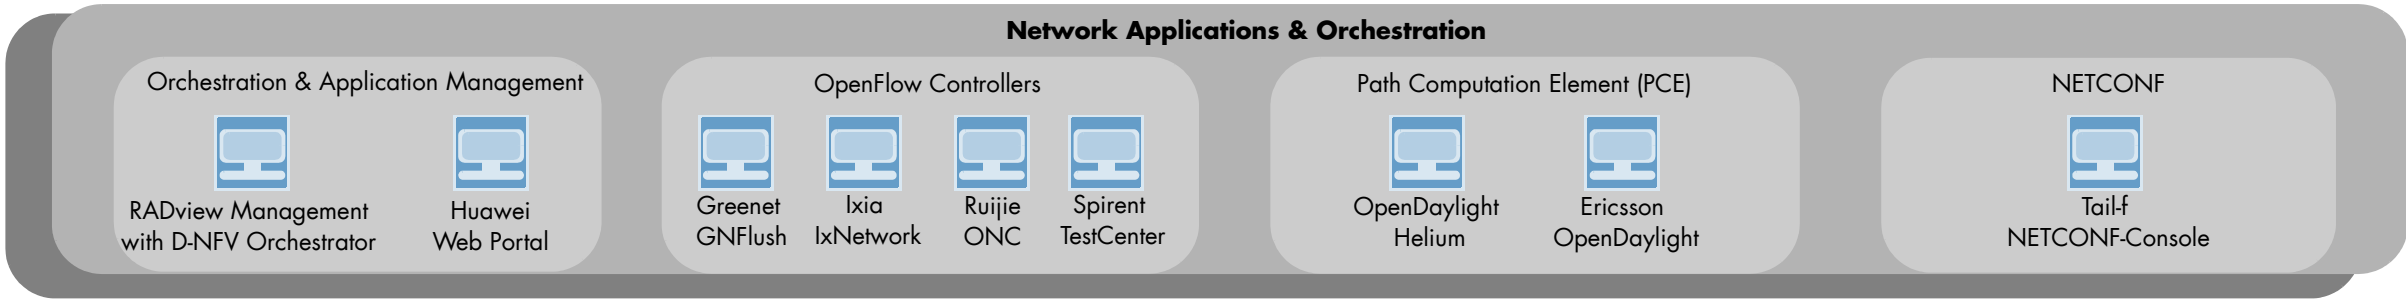 Network Applications & Orchestration
Orchestration & Application Management
RADview Management
with D-NFV Orchestrator
Huawei
Web Portal
OpenFlow Controllers
Greenet
GNFlush
Ixia
IxNetwork
Ruijie
ONC
Spirent
TestCenter
Path Computation Element (PCE)
OpenDaylight
Helium
Ericsson
OpenDaylight
NETCONF
Tail-f
NETCONF-Console